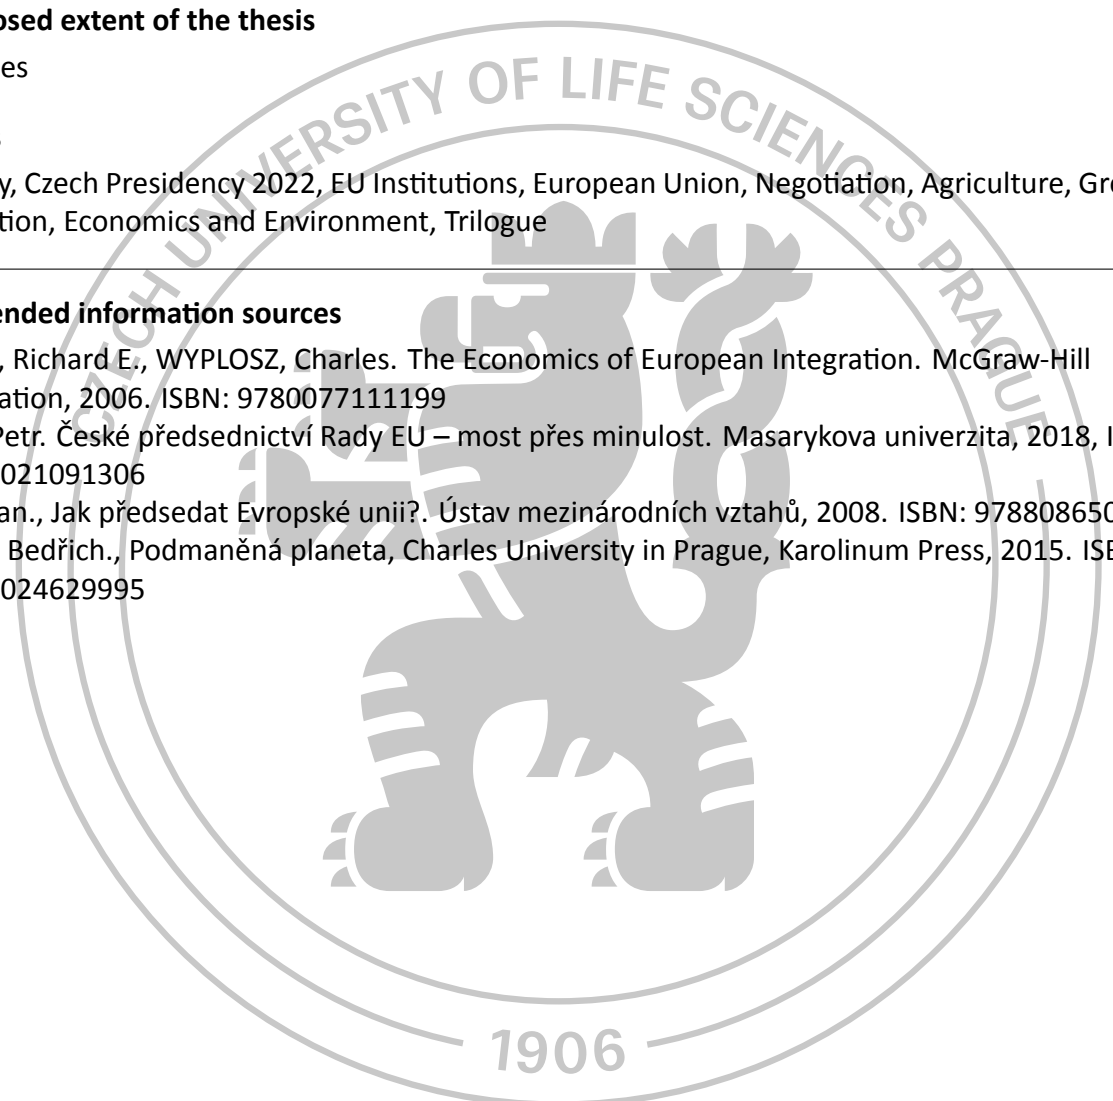 osed extent of the thesis
es
y, Czech Presidency 2022, EU Institutions, European Union, Negotiation, Agriculture, Gre
tion, Economics and Environment, Trilogue
ended information sources
, Richard E., WYPLOSZ, Charles. The Economics of European Integration. McGraw-Hill
ation, 2006. ISBN: 9780077111199
Petr. České předsednictví Rady EU – most přes minulost. Masarykova univerzita, 2018, I
021091306
an., Jak předsedat Evropské unii?. Ústav mezinárodních vztahů, 2008. ISBN: 978808650
Bedřich., Podmaněná planeta, Charles University in Prague, Karolinum Press, 2015. ISB
024629995
CZECH UNIVERSITY OF LIFE SCIENCES PRAGUE
1906